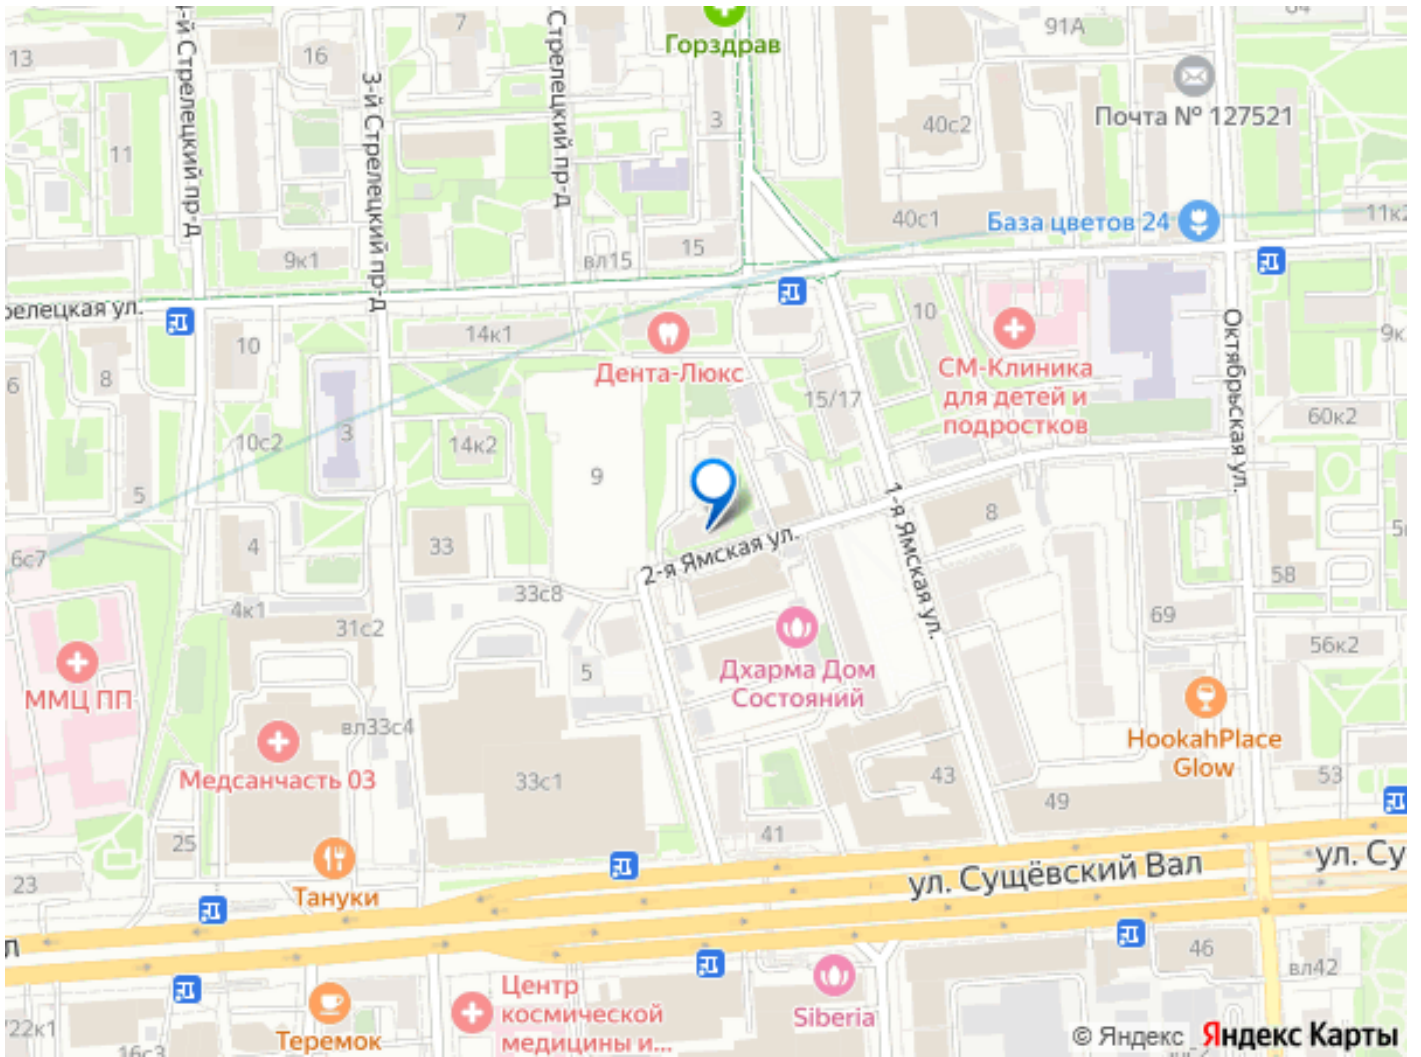 7
91А
13
16
Горздрав
4-й Стрелецкий пр-д
3-й Стрелецкий пр-д
Стрелецкий пр-д
Почта № 127521
3
40с2
11
40с1
База цветов 24
11к2
9к1
вл15
15
релецкая ул.
10
14к1
10
Дента-Люкс
СМ-Клиника
для детей и
подростков
Октябрьская ул.
9к
6
8
15/17
60к2
10с2
3
14к2
9
5
1-я Ямская ул.
8
6с7
4
33
2-я Ямская ул.
58
33с8
4к1
31с2
69
56к2
5
Дхарма Дом
Состояний
ММЦ ПП
вл33с4
HookahPlace
Glow
Медсанчасть 03
33с1
43
53
49
25
41
ул. Су
ул. Сущёвский Вал
23
Тануки
л
46
вл42
Siberia
Центр
космической
медицины и...
Теремок
/22к1
16с3
© Яндекс Яндекс Карты